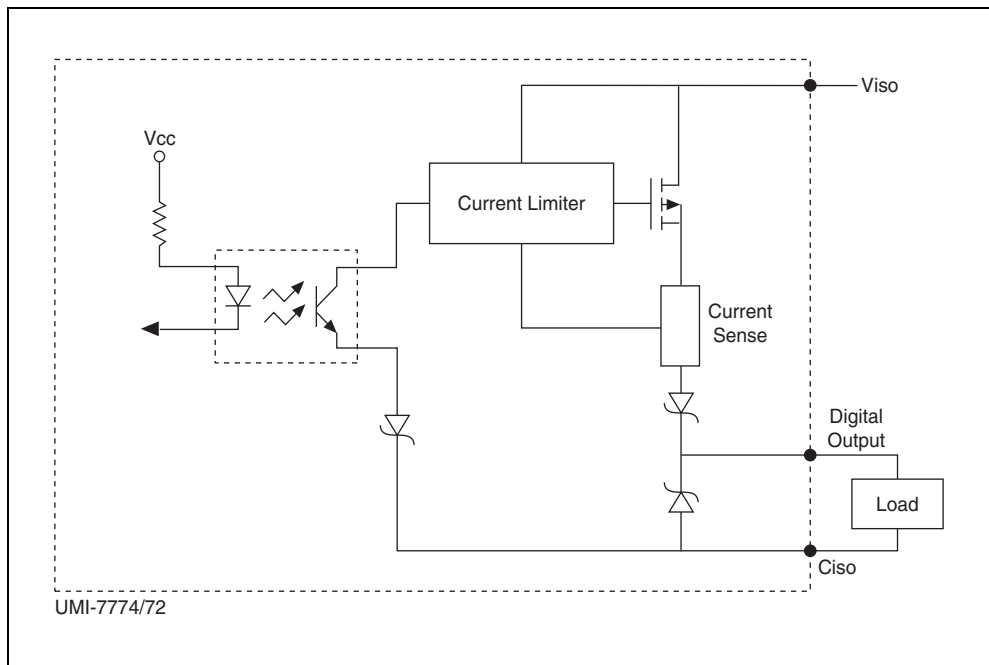 Viso
Vcc
Current Limiter
Current
Sense
Digital
Output
Load
Ciso
UMI-7774/72